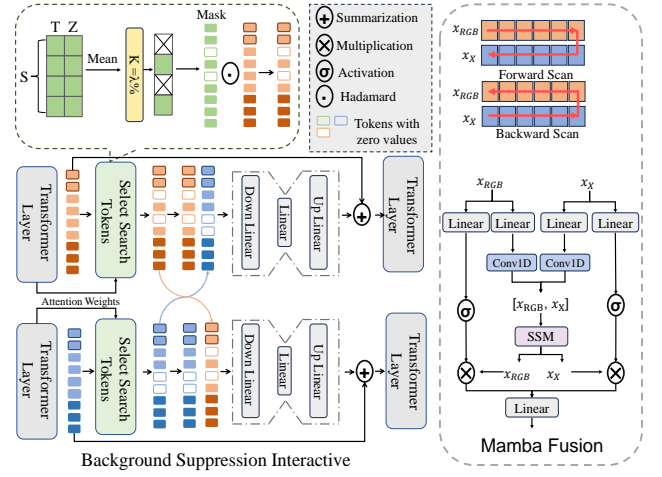 T Z
S
Mean
K =λ%
Mask
Summarization
Multiplication
σ
Activation
Hadamard
Tokens with
zero values
x_RGB
x_X
Forward Scan
x_RGB
x_X
Backward Scan
Transformer
Layer
Select Search
Tokens
Down Linear
Linear
Up Linear
Transformer
Layer
Attention Weights
Transformer
Layer
Select Search
Tokens
Down Linear
Linear
Up Linear
Transformer
Layer
Background Suppression Interactive
x_RGB x_X
Linear Linear Linear Linear
Conv1D Conv1D
[x_RGB, x_X]
σ σ
SSM
x_RGB x_X
Linear
Mamba Fusion